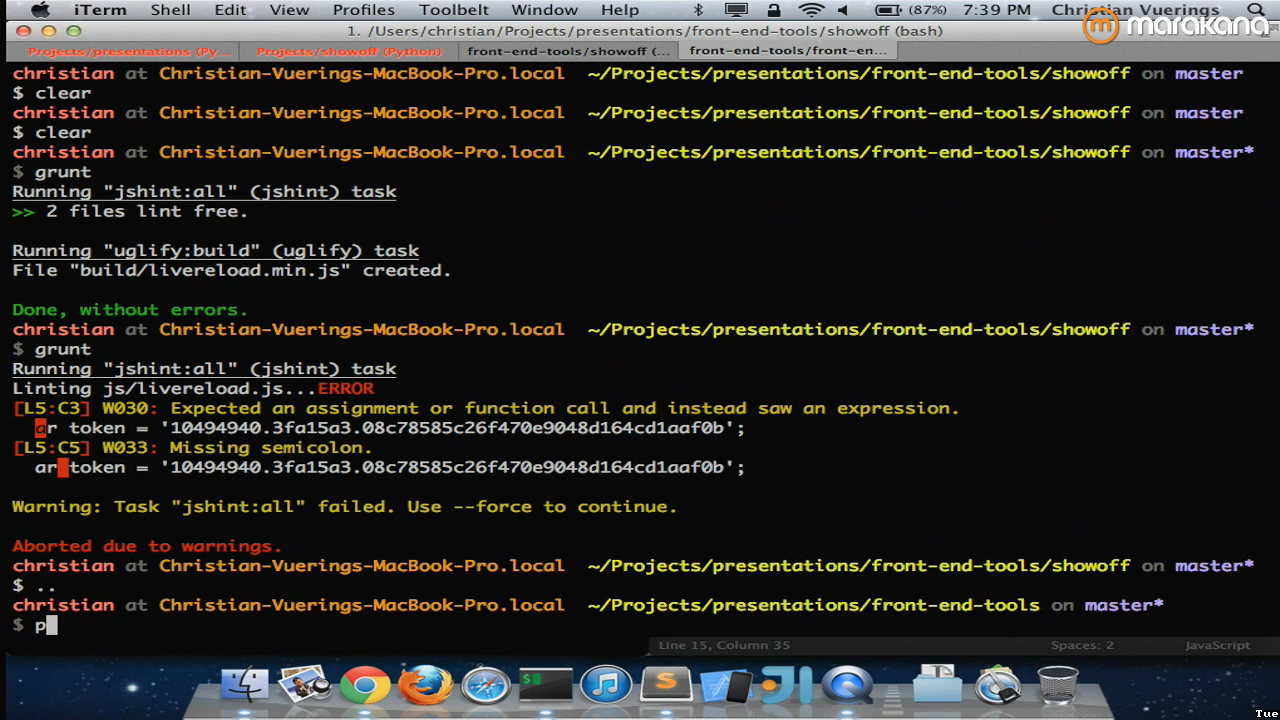 iTerm Shell Edit View Profiles Toolbelt Window Help (87%) 7:39 PM Christian Vuerings
marakana
1. /Users/christian/Projects/presentations/front-end-tools/showoff (bash)
Projects/presentations (Py... Projects/showoff (Python) front-end-tools/showoff (... front-end-tools/front-en...
christian at Christian-Vuerings-MacBook-Pro.local ~/Projects/presentations/front-end-tools/showoff on master
$ clear
christian at Christian-Vuerings-MacBook-Pro.local ~/Projects/presentations/front-end-tools/showoff on master
$ clear
christian at Christian-Vuerings-MacBook-Pro.local ~/Projects/presentations/front-end-tools/showoff on master*
$ grunt
Running "jshint:all" (jshint) task
>> 2 files lint free.
Running "uglify:build" (uglify) task
File "build/livereload.min.js" created.
Done, without errors.
christian at Christian-Vuerings-MacBook-Pro.local ~/Projects/presentations/front-end-tools/showoff on master*
$ grunt
Running "jshint:all" (jshint) task
Linting js/livereload.js...ERROR
[L5:C3] W030: Expected an assignment or function call and instead saw an expression.
ar token = '10494940.3fa15a3.08c78585c26f470e9048d164cd1aaf0b';
[L5:C5] W033: Missing semicolon.
ar token = '10494940.3fa15a3.08c78585c26f470e9048d164cd1aaf0b';
Warning: Task "jshint:all" failed. Use --force to continue.
Aborted due to warnings.
christian at Christian-Vuerings-MacBook-Pro.local ~/Projects/presentations/front-end-tools/showoff on master*
$ ..
christian at Christian-Vuerings-MacBook-Pro.local ~/Projects/presentations/front-end-tools on master*
$ p
Line 15, Column 35 Spaces: 2 JavaScript
Tue